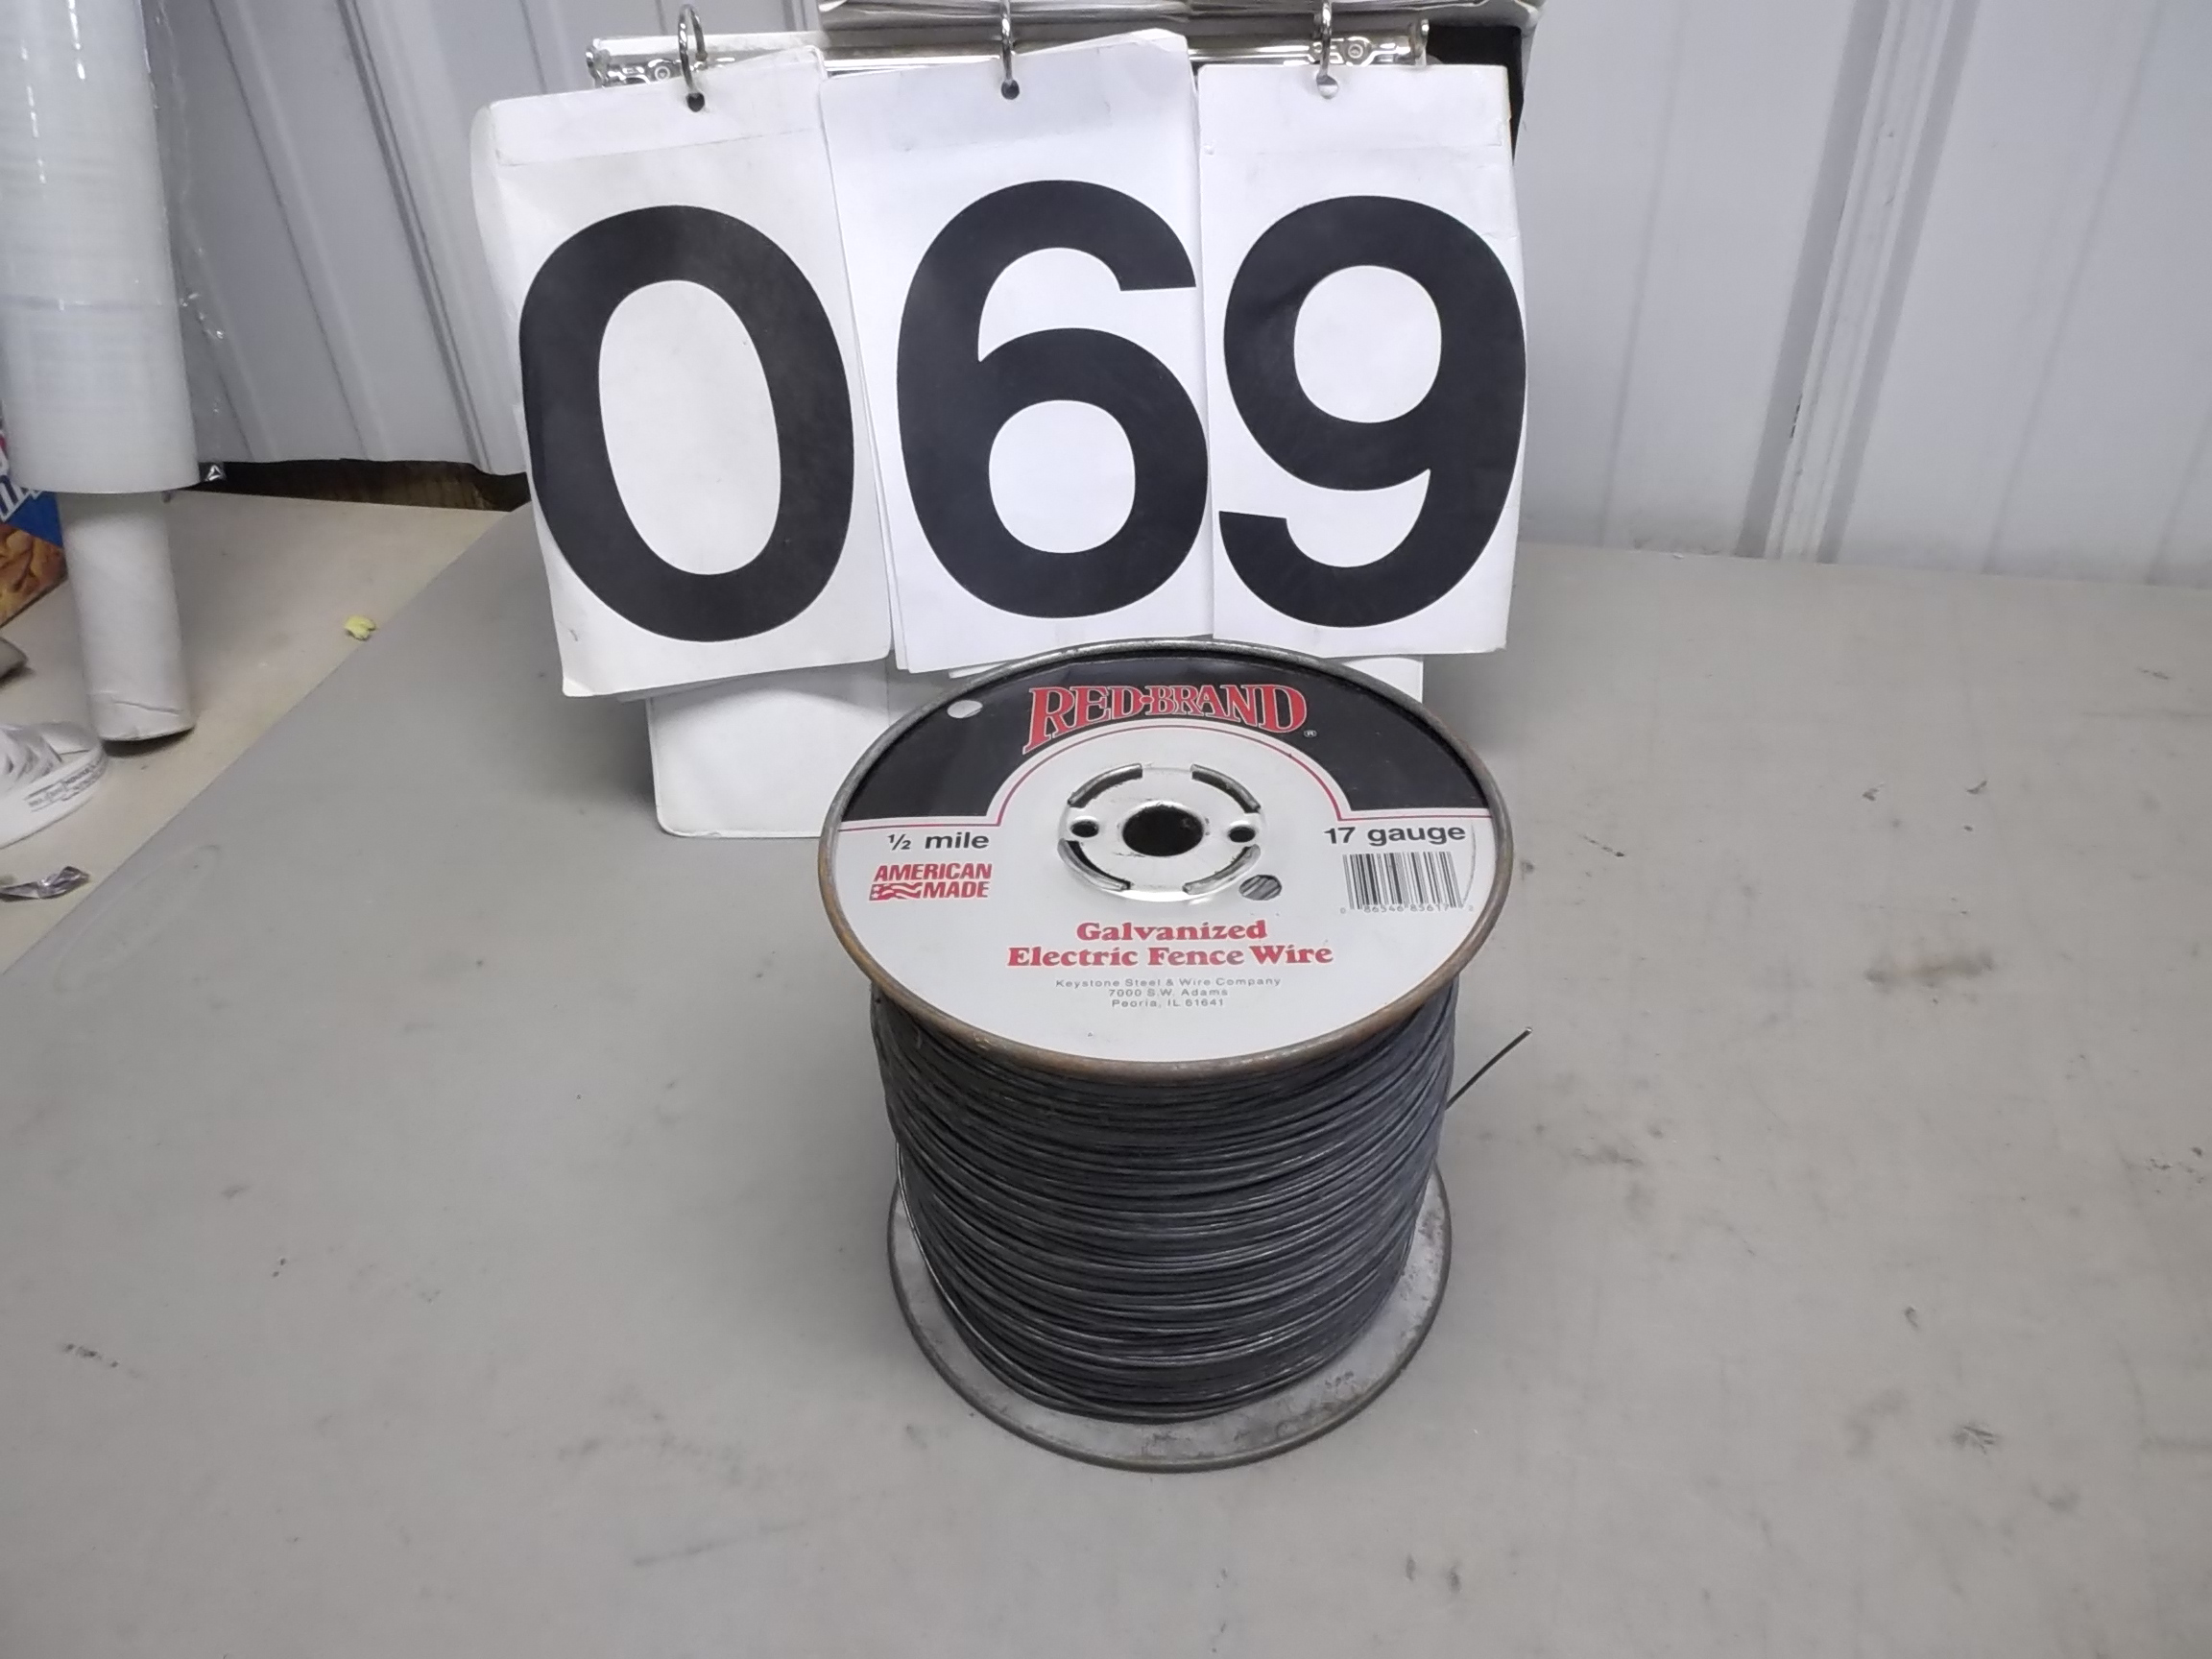 069
RED·BRAND®
½ mile
17 gauge
AMERICAN
MADE
Galvanized
Electric Fence Wire
Keystone Steel & Wire Company
7000 S.W. Adams
Peoria, IL 61641